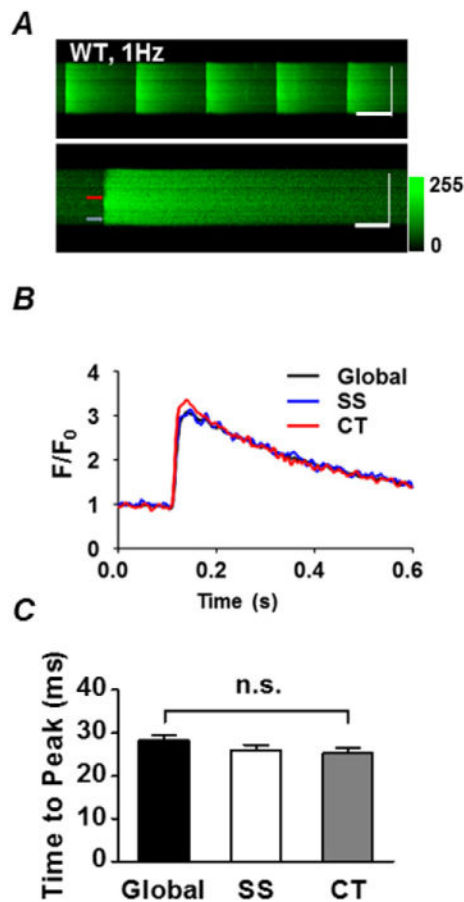 A
WT, 1Hz
255
0
B
F/F0
4
3
2
1
0
Global
SS
CT
0.0 0.2 0.4 0.6
Time (s)
C
Time to Peak (ms)
40
30
20
10
0
n.s.
Global SS CT